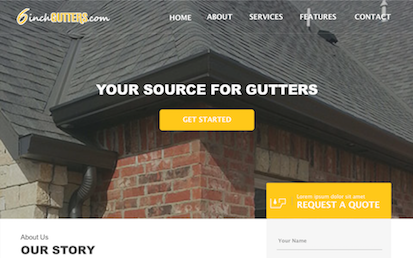 6inchGUTTERS.com
HOME ABOUT SERVICES FEATURES CONTACT
YOUR SOURCE FOR GUTTERS
GET STARTED
Lorem ipsum dolor sit amet
REQUEST A QUOTE
About Us
OUR STORY
Your Name